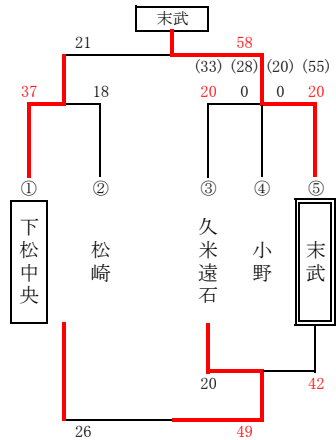 末武
21 58
(33) (28) (20) (55)
37 18 20 0 0 20
① ② ③ ④ ⑤
下松中央
松崎
久米遠石
小野
末武
20 42
26 49